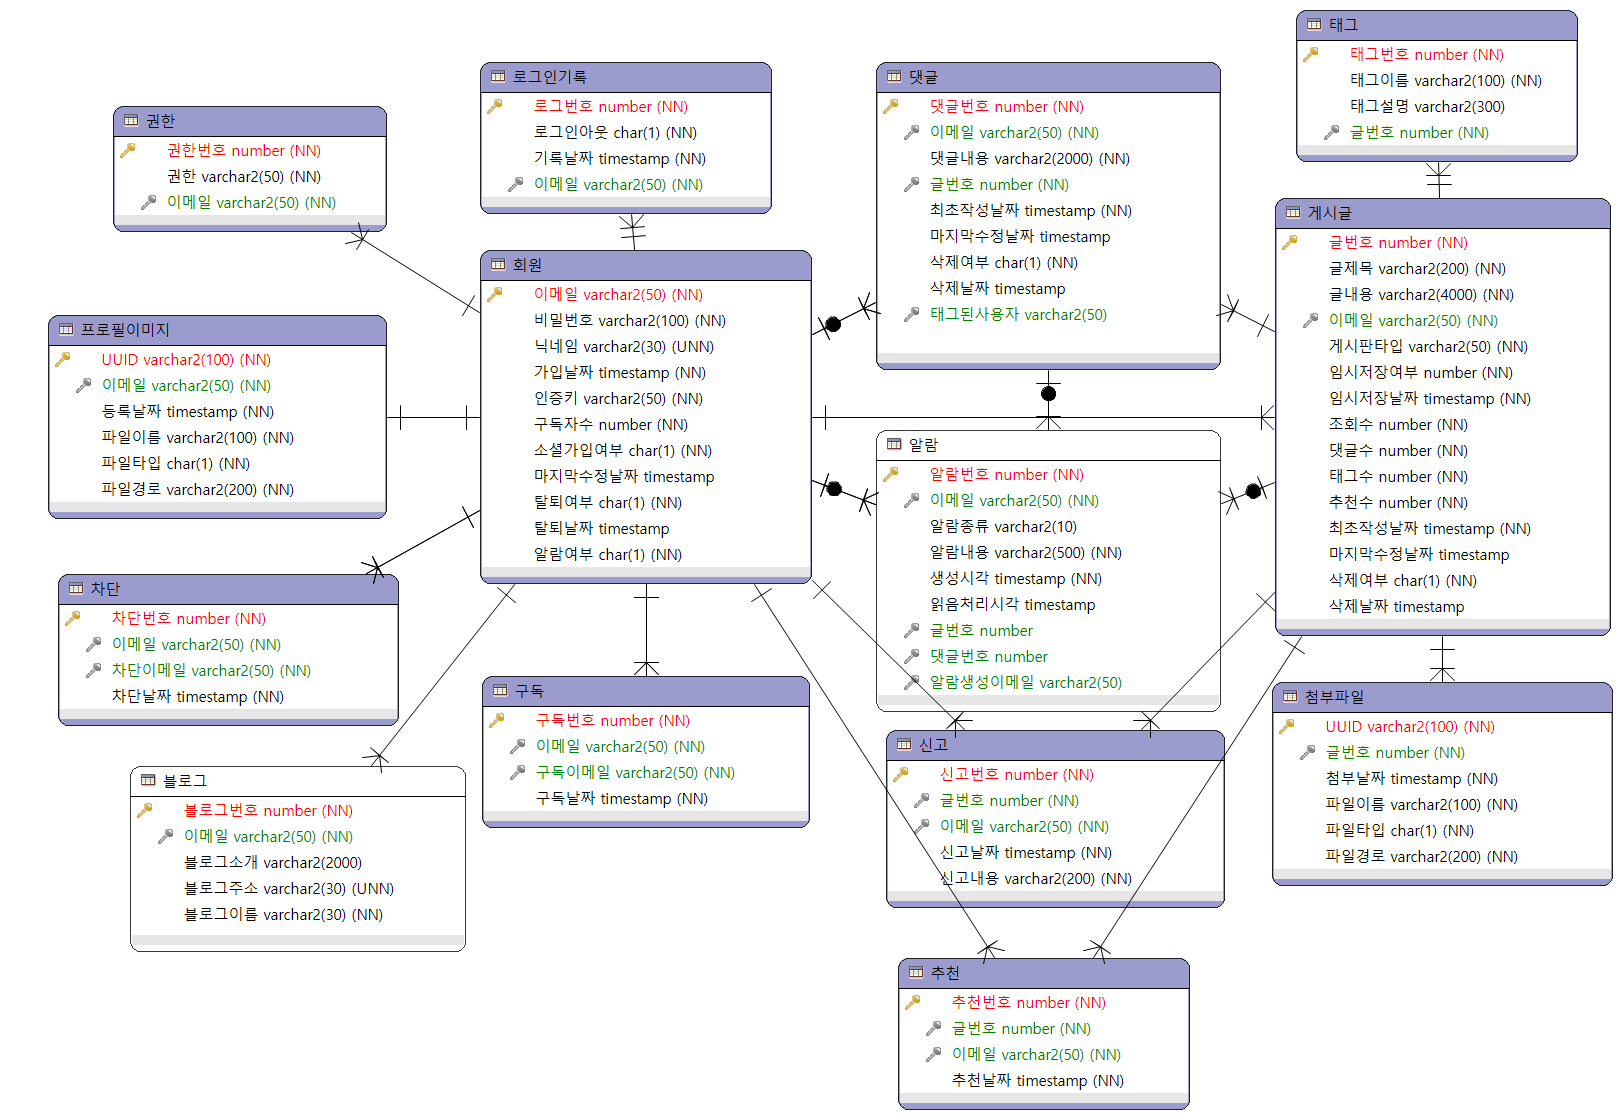 태그
태그번호 number (NN)
태그이름 varchar2(100) (NN)
태그설명 varchar2(300)
글번호 number (NN)
로그인기록
로그번호 number (NN)
로그인아웃 char(1) (NN)
기록날짜 timestamp (NN)
이메일 varchar2(50) (NN)
댓글
댓글번호 number (NN)
이메일 varchar2(50) (NN)
댓글내용 varchar2(2000) (NN)
글번호 number (NN)
최초작성날짜 timestamp (NN)
마지막수정날짜 timestamp
삭제여부 char(1) (NN)
삭제날짜 timestamp
태그된사용자 varchar2(50)
권한
권한번호 number (NN)
권한 varchar2(50) (NN)
이메일 varchar2(50) (NN)
게시글
글번호 number (NN)
글제목 varchar2(200) (NN)
글내용 varchar2(4000) (NN)
이메일 varchar2(50) (NN)
게시판타입 varchar2(50) (NN)
임시저장여부 number (NN)
임시저장날짜 timestamp (NN)
조회수 number (NN)
댓글수 number (NN)
태그수 number (NN)
추천수 number (NN)
최초작성날짜 timestamp (NN)
마지막수정날짜 timestamp
삭제여부 char(1) (NN)
삭제날짜 timestamp
회원
이메일 varchar2(50) (NN)
비밀번호 varchar2(100) (NN)
닉네임 varchar2(30) (UNN)
가입날짜 timestamp (NN)
인증키 varchar2(50) (NN)
구독자수 number (NN)
소셜가입여부 char(1) (NN)
마지막수정날짜 timestamp
탈퇴여부 char(1) (NN)
탈퇴날짜 timestamp
알람여부 char(1) (NN)
프로필이미지
UUID varchar2(100) (NN)
이메일 varchar2(50) (NN)
등록날짜 timestamp (NN)
파일이름 varchar2(100) (NN)
파일타입 char(1) (NN)
파일경로 varchar2(200) (NN)
알람
알람번호 number (NN)
이메일 varchar2(50) (NN)
알람종류 varchar2(10)
알람내용 varchar2(500) (NN)
생성시각 timestamp (NN)
읽음처리시각 timestamp
글번호 number
댓글번호 number
알람생성이메일 varchar2(50)
차단
차단번호 number (NN)
이메일 varchar2(50) (NN)
차단이메일 varchar2(50) (NN)
차단날짜 timestamp (NN)
구독
구독번호 number (NN)
이메일 varchar2(50) (NN)
구독이메일 varchar2(50) (NN)
구독날짜 timestamp (NN)
첨부파일
UUID varchar2(100) (NN)
글번호 number (NN)
첨부날짜 timestamp (NN)
파일이름 varchar2(100) (NN)
파일타입 char(1) (NN)
파일경로 varchar2(200) (NN)
신고
신고번호 number (NN)
글번호 number (NN)
이메일 varchar2(50) (NN)
신고날짜 timestamp (NN)
신고내용 varchar2(200) (NN)
블로그
블로그번호 number (NN)
이메일 varchar2(50) (NN)
블로그소개 varchar2(2000)
블로그주소 varchar2(30) (UNN)
블로그이름 varchar2(30) (NN)
추천
추천번호 number (NN)
글번호 number (NN)
이메일 varchar2(50) (NN)
추천날짜 timestamp (NN)